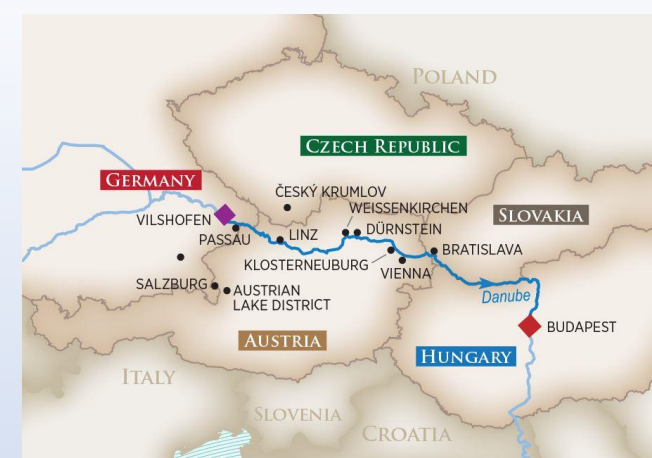 POLAND
CZECH REPUBLIC
GERMANY
ČESKÝ KRUMLOV
WEISSENKIRCHEN
VILSHOFEN
SLOVAKIA
PASSAU
LINZ
DÜRNSTEIN
BRATISLAVA
KLOSTERNEUBURG
VIENNA
SALZBURG
AUSTRIAN
LAKE DISTRICT
Danube
BUDAPEST
AUSTRIA
HUNGARY
ITALY
SLOVENIA
CROATIA